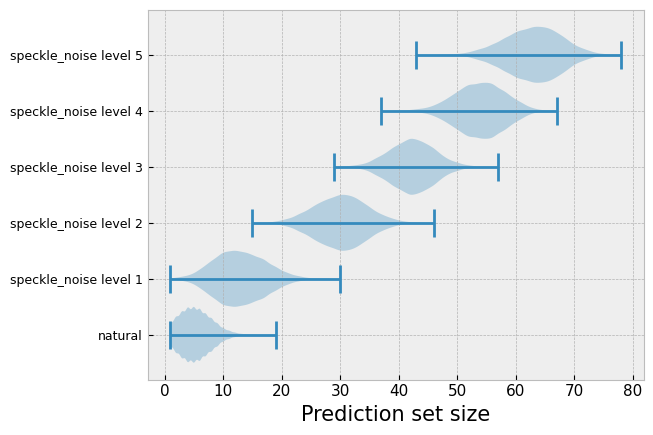 speckle_noise level 5
speckle_noise level 4
speckle_noise level 3
speckle_noise level 2
speckle_noise level 1
natural
0 10 20 30 40 50 60 70 80
Prediction set size